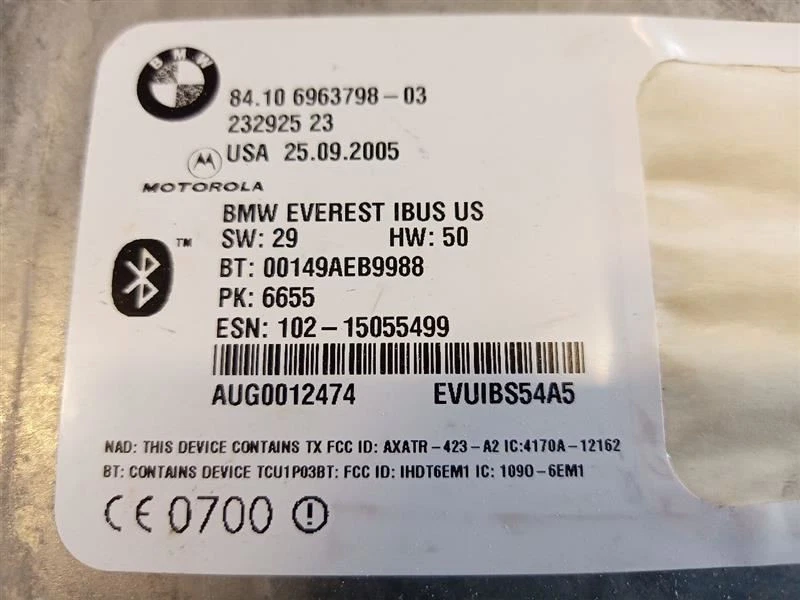 BMW
84.10 6963798-03
232925 23
USA 25.09.2005
MOTOROLA
BMW EVEREST IBUS US
SW: 29 HW: 50
™
BT: 00149AEB9988
PK: 6655
ESN: 102-15055499
AUG0012474 EVUIBS54A5
NAD: THIS DEVICE CONTAINS TX FCC ID: AXATR-423-A2 IC:4170A-12162
BT: CONTAINS DEVICE TCU1P03BT: FCC ID: IHDT6EM1 IC: 1090-6EM1
CE 0700